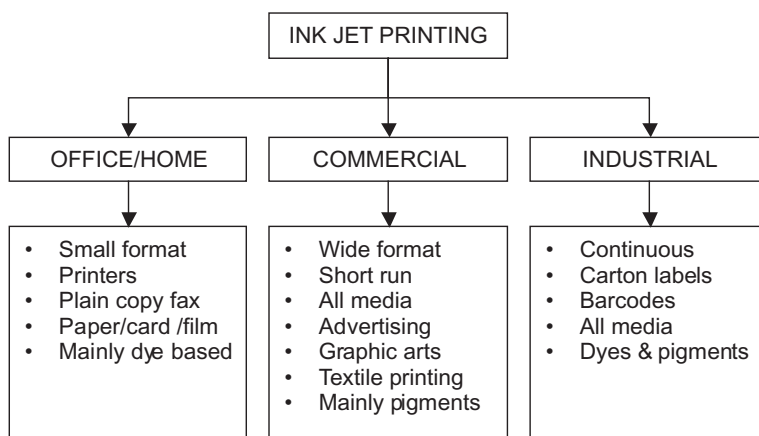 INK JET PRINTING
OFFICE/HOME
COMMERCIAL
INDUSTRIAL
• Small format
• Printers
• Plain copy fax
• Paper/card /film
• Mainly dye based
• Wide format
• Short run
• All media
• Advertising
• Graphic arts
• Textile printing
• Mainly pigments
• Continuous
• Carton labels
• Barcodes
• All media
• Dyes & pigments